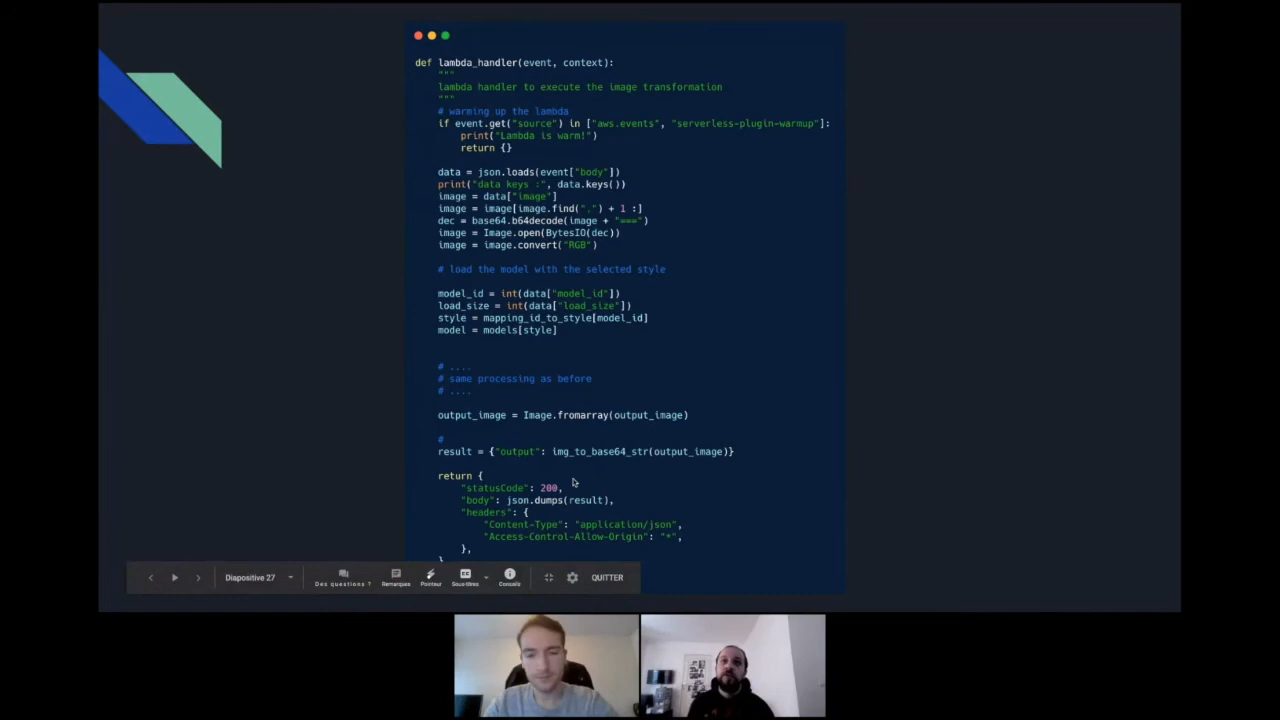 def lambda_handler(event, context):
"""
lambda handler to execute the image transformation
"""
# warming up the lambda
if event.get("source") in ["aws.events", "serverless-plugin-warmup"]:
print("Lambda is warm!")
return {}
data = json.loads(event["body"])
print("data keys :", data.keys())
image = data["image"]
image = image[image.find(",") + 1 :]
dec = base64.b64decode(image + "===")
image = Image.open(BytesIO(dec))
image = image.convert("RGB")
# load the model with the selected style
model_id = int(data["model_id"])
load_size = int(data["load_size"])
style = mapping_id_to_style[model_id]
model = models[style]
# ....
# same processing as before
# ....
output_image = Image.fromarray(output_image)
#
result = {"output": img_to_base64_str(output_image)}
return {
"statusCode": 200,
"body": json.dumps(result),
"headers": {
"Content-Type": "application/json",
"Access-Control-Allow-Origin": "*",
},
}
Diapositive 27
Des questions ?
Remarques
Pointeur
Sous-titres
Conseils
QUITTER